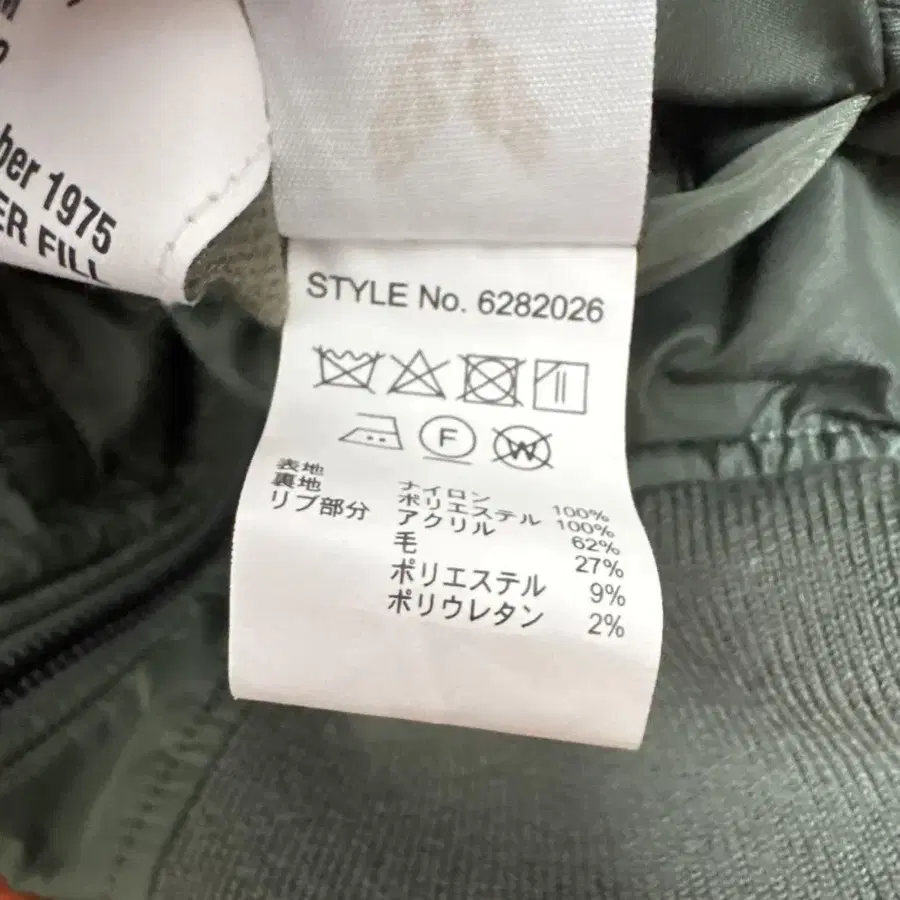 1975
FILL
STYLE No. 6282026
F
W
表地 ナイロン 100%
裏地 ポリエステル 100%
リブ部分 アクリル 62%
毛 27%
ポリエステル 9%
ポリウレタン 2%